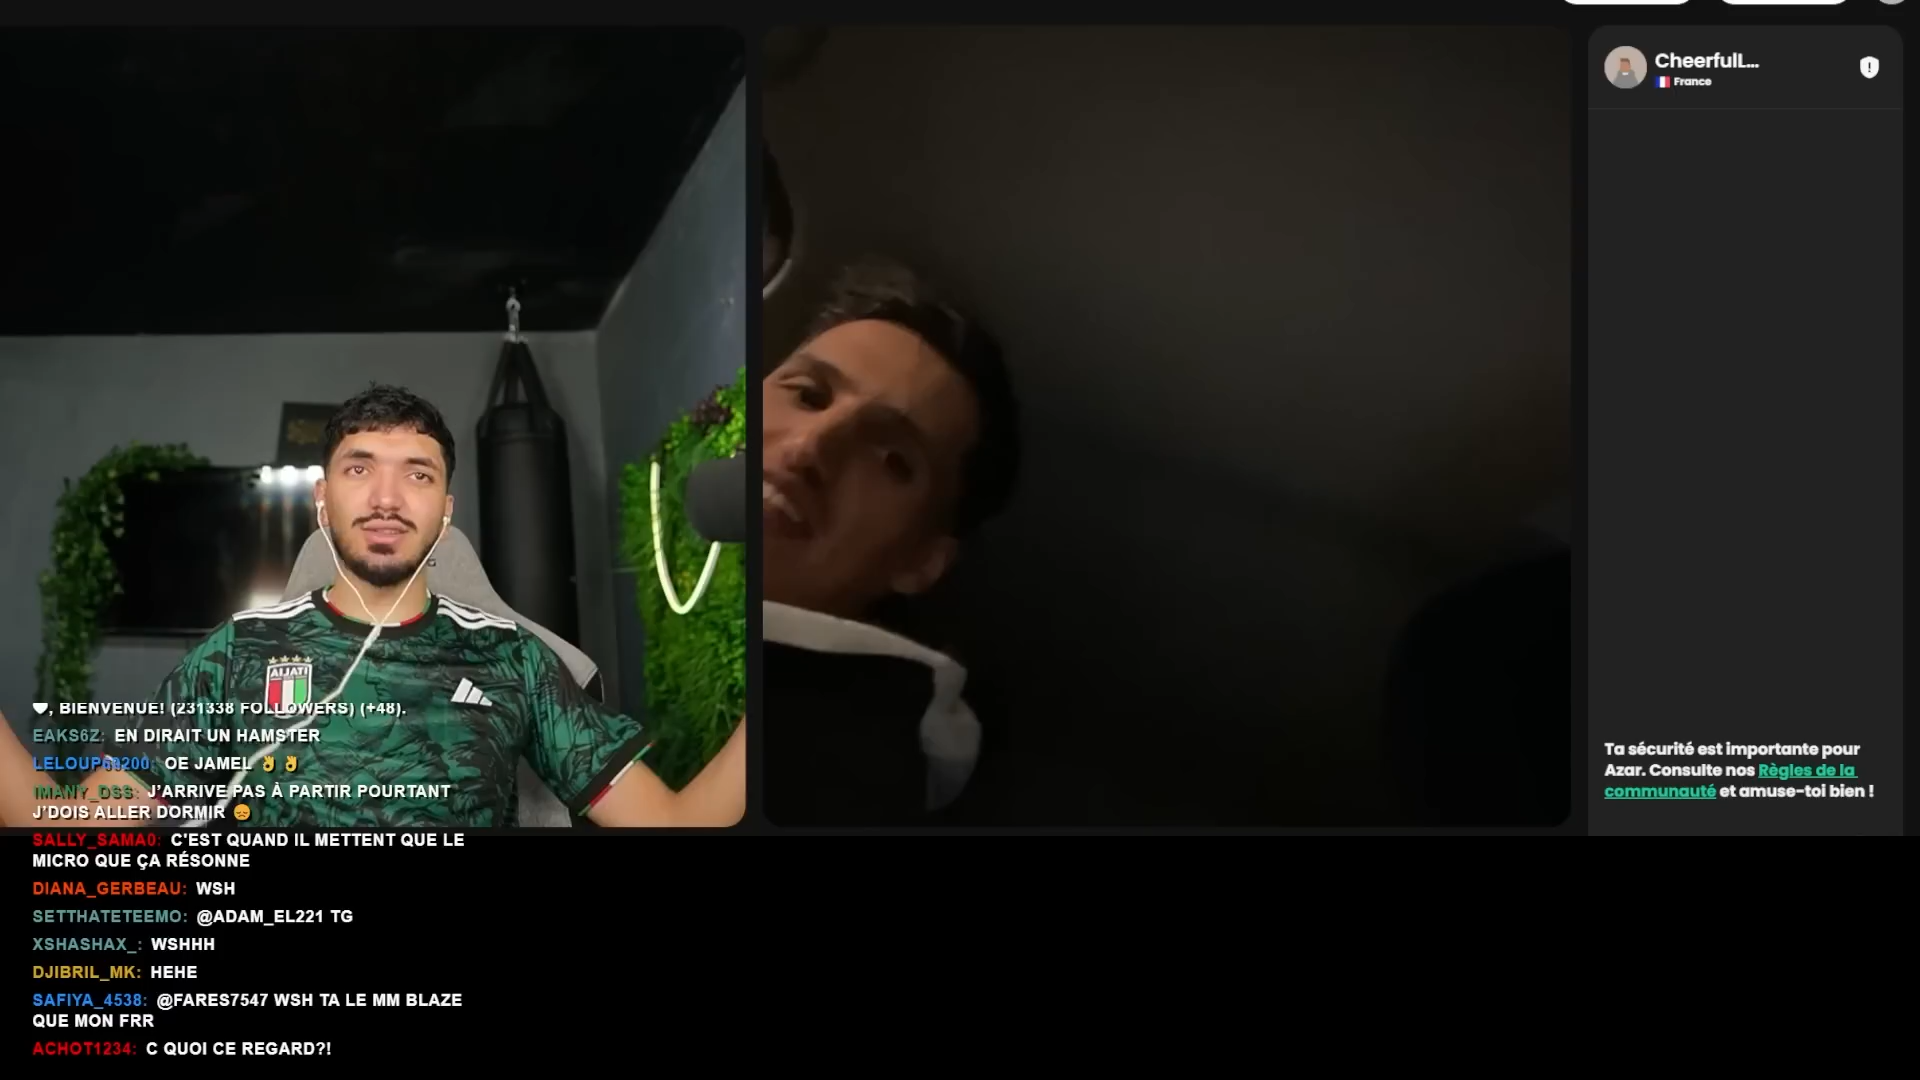 CheerfulL...
France
AIJATI
Ta sécurité est importante pour
Azar. Consulte nos Règles de la
communauté et amuse-toi bien !
, BIENVENUE! (231338 FOLLOWERS) (+48).
EAKS6Z: EN DIRAIT UN HAMSTER
LELOUP69200: OE JAMEL 👌👌
IMANY_DSS: J'ARRIVE PAS À PARTIR POURTANT
J'DOIS ALLER DORMIR 😞
SALLY_SAMA0: C'EST QUAND IL METTENT QUE LE
MICRO QUE ÇA RÉSONNE
DIANA_GERBEAU: WSH
SETTHATETEEMO: @ADAM_EL221 TG
XSHASHAX_: WSHHH
DJIBRIL_MK: HEHE
SAFIYA_4538: @FARES7547 WSH TA LE MM BLAZE
QUE MON FRR
ACHOT1234: C QUOI CE REGARD?!